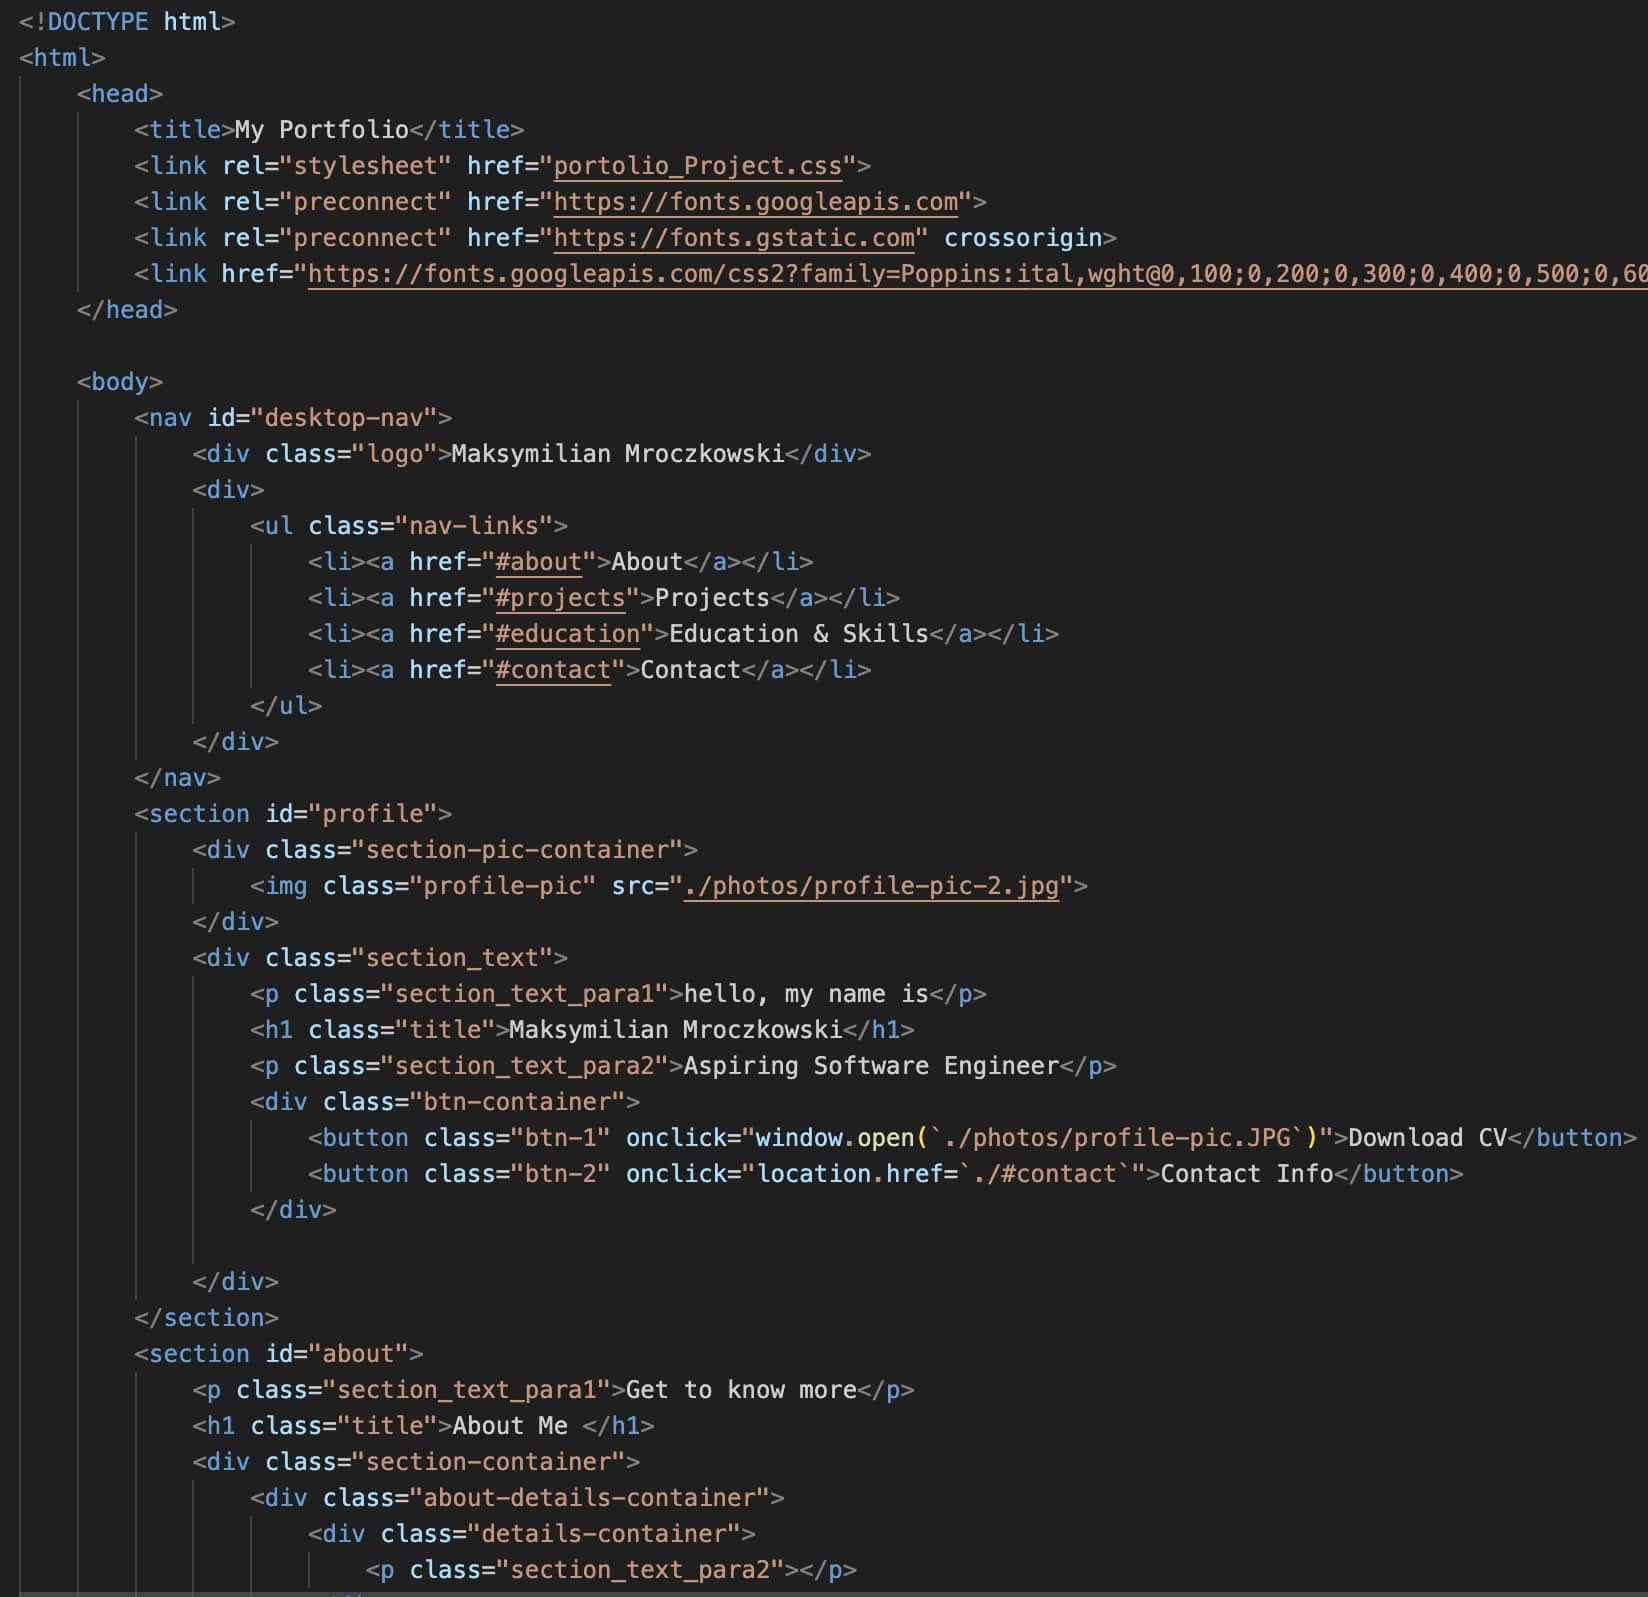 <!DOCTYPE html>
<html>
    <head>
        <title>My Portfolio</title>
        <link rel="stylesheet" href="portolio_Project.css">
        <link rel="preconnect" href="https://fonts.googleapis.com">
        <link rel="preconnect" href="https://fonts.gstatic.com" crossorigin>
        <link href="https://fonts.googleapis.com/css2?family=Poppins:ital,wght@0,100;0,200;0,300;0,400;0,500;0,60
    </head>

    <body>
        <nav id="desktop-nav">
            <div class="logo">Maksymilian Mroczkowski</div>
            <div>
                <ul class="nav-links">
                    <li><a href="#about">About</a></li>
                    <li><a href="#projects">Projects</a></li>
                    <li><a href="#education">Education & Skills</a></li>
                    <li><a href="#contact">Contact</a></li>
                </ul>
            </div>
        </nav>
        <section id="profile">
            <div class="section-pic-container">
                <img class="profile-pic" src="./photos/profile-pic-2.jpg">
            </div>
            <div class="section_text">
                <p class="section_text_para1">hello, my name is</p>
                <h1 class="title">Maksymilian Mroczkowski</h1>
                <p class="section_text_para2">Aspiring Software Engineer</p>
                <div class="btn-container">
                    <button class="btn-1" onclick="window.open(`./photos/profile-pic.JPG`)">Download CV</button>
                    <button class="btn-2" onclick="location.href=`./#contact`">Contact Info</button>
                </div>

            </div>
        </section>
        <section id="about">
            <p class="section_text_para1">Get to know more</p>
            <h1 class="title">About Me </h1>
            <div class="section-container">
                <div class="about-details-container">
                    <div class="details-container">
                        <p class="section_text_para2"></p>